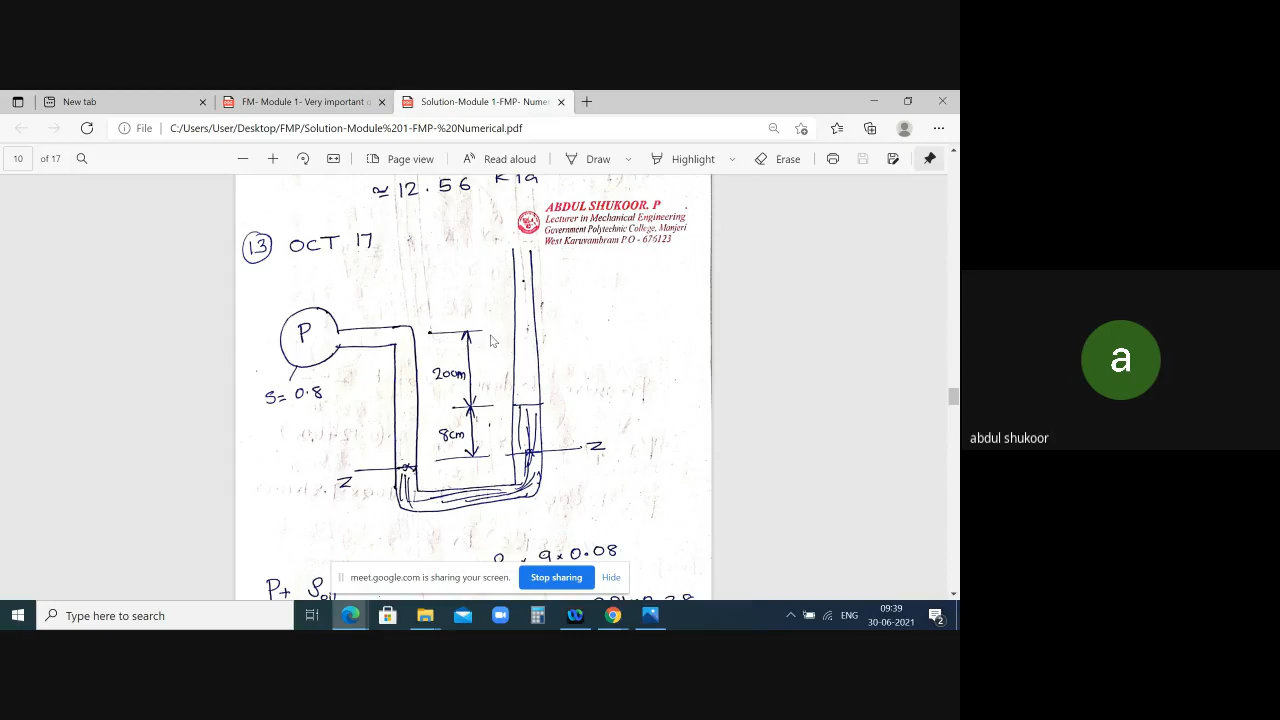 New tab
FM- Module 1- Very important
Solution-Module 1-FMP- Nume
File
C:/Users/User/Desktop/FMP/Solution-Module%201-FMP-%20Numerical.pdf
10 of 17
Page view
Read aloud
Draw
Highlight
Erase
≃ 12.56
ABDUL SHUKOOR. P
Lecturer in Mechanical Engineering
Government Polytechnic College, Manjeri
West Karuvambram P.O - 676123
13 OCT 17
P
S= 0.8
20cm
8cm
Z
Z
× 9 × 0.08
P+ ρoil
meet.google.com is sharing your screen.
Stop sharing
Hide
a
abdul shukoor
Type here to search
ENG
09:39
30-06-2021
2